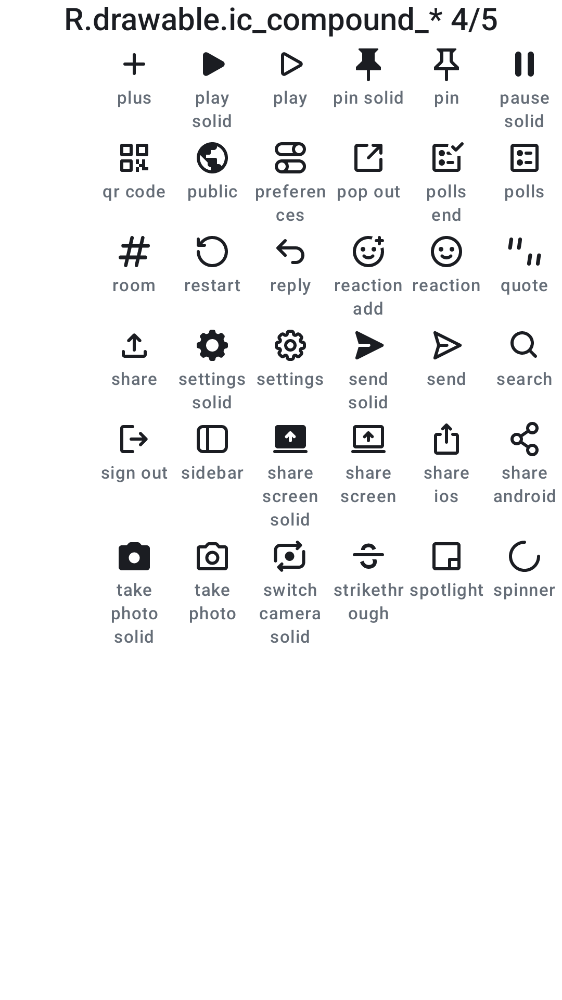 R.drawable.ic_compound_* 4/5
plus
play
solid
play
pin solid
pin
pause
solid
qr code
public
preferen
ces
pop out
polls
end
polls
room
restart
reply
reaction
add
reaction
quote
share
settings
solid
settings
send
solid
send
search
sign out
sidebar
share
screen
solid
share
screen
share
ios
share
android
take
photo
solid
take
photo
switch
camera
solid
strikethr
ough
spotlight
spinner